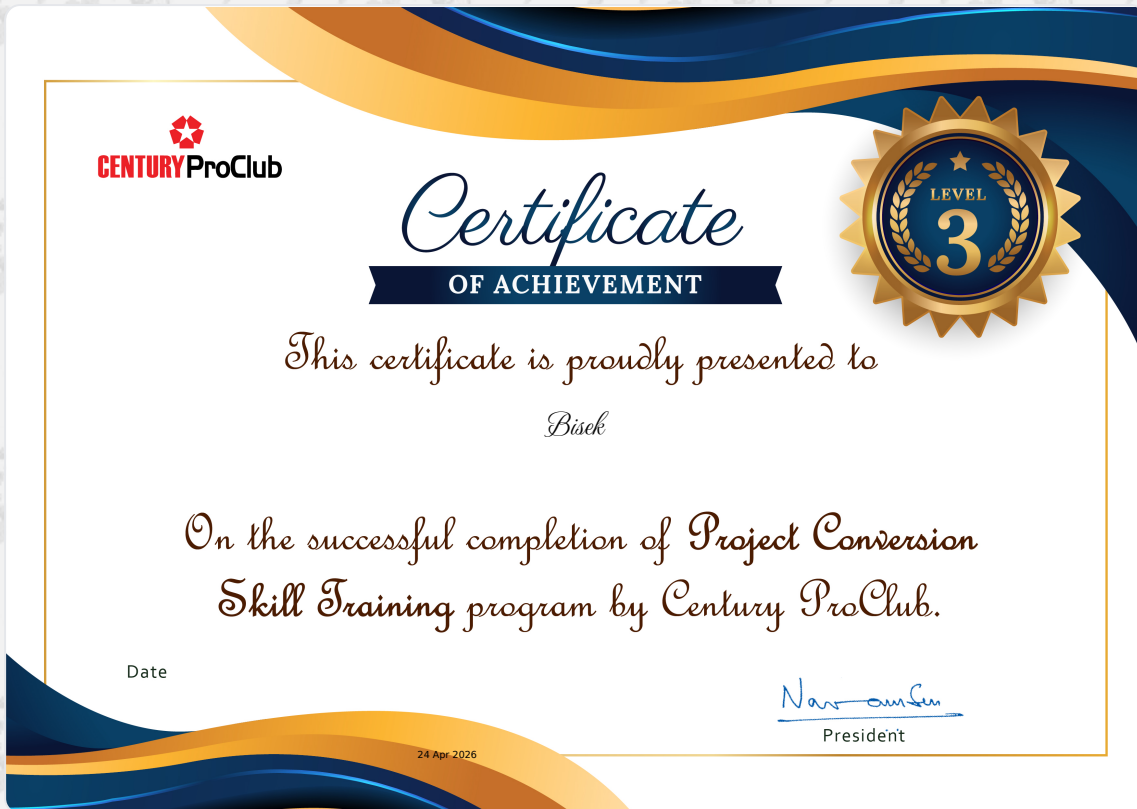 CENTURY ProClub
Certificate
OF ACHIEVEMENT
LEVEL
3
This certificate is proudly presented to
Bisek
On the successful completion of Project Conversion
Skill Training program by Century ProClub.
Date
President
24 Apr 2026